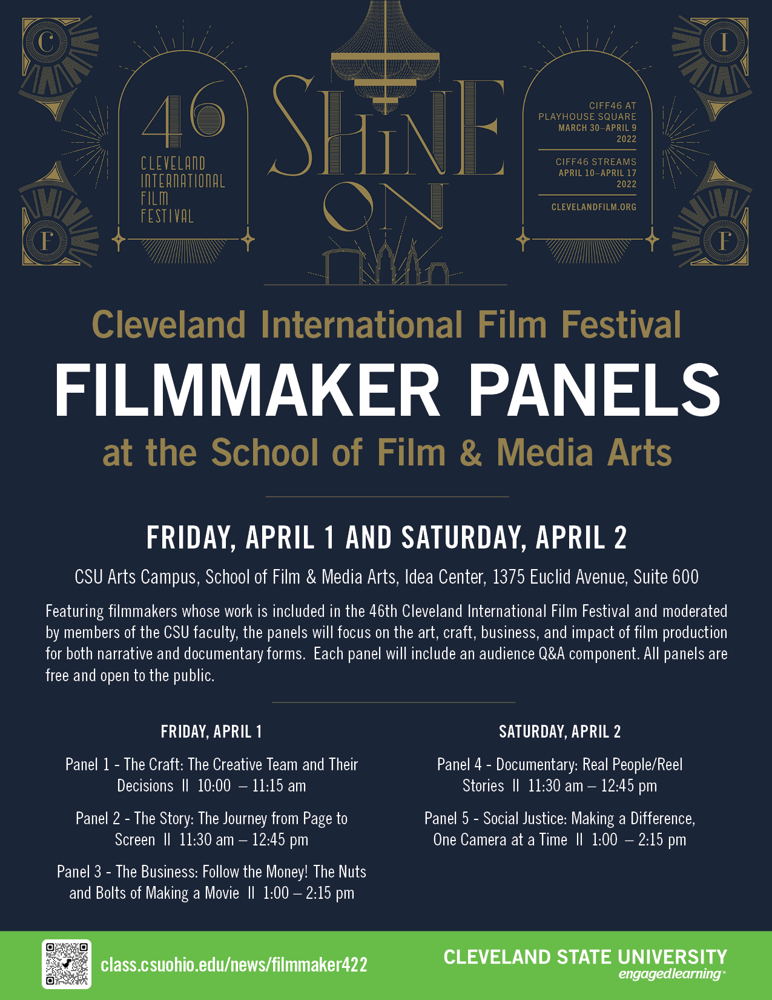 C
I
46
CLEVELAND
INTERNATIONAL
FILM
FESTIVAL
SHINE
ON
CIFF46 AT
PLAYHOUSE SQUARE
MARCH 30–APRIL 9
2022
CIFF46 STREAMS
APRIL 10–APRIL 17
2022
CLEVELANDFILM.ORG
F
F
Cleveland International Film Festival
FILMMAKER PANELS
at the School of Film & Media Arts
FRIDAY, APRIL 1 AND SATURDAY, APRIL 2
CSU Arts Campus, School of Film & Media Arts, Idea Center, 1375 Euclid Avenue, Suite 600
Featuring filmmakers whose work is included in the 46th Cleveland International Film Festival and moderated
by members of the CSU faculty, the panels will focus on the art, craft, business, and impact of film production
for both narrative and documentary forms.  Each panel will include an audience Q&A component. All panels are
free and open to the public.
FRIDAY, APRIL 1
Panel 1 - The Craft: The Creative Team and Their
Decisions  II  10:00  – 11:15 am
Panel 2 - The Story: The Journey from Page to
Screen  II  11:30 am – 12:45 pm
Panel 3 - The Business: Follow the Money! The Nuts
and Bolts of Making a Movie  II  1:00 – 2:15 pm
SATURDAY, APRIL 2
Panel 4 - Documentary: Real People/Reel
Stories  II  11:30 am – 12:45 pm
Panel 5 - Social Justice: Making a Difference,
One Camera at a Time  II  1:00  – 2:15 pm
class.csuohio.edu/news/filmmaker422
CLEVELAND STATE UNIVERSITY
engagedlearning™